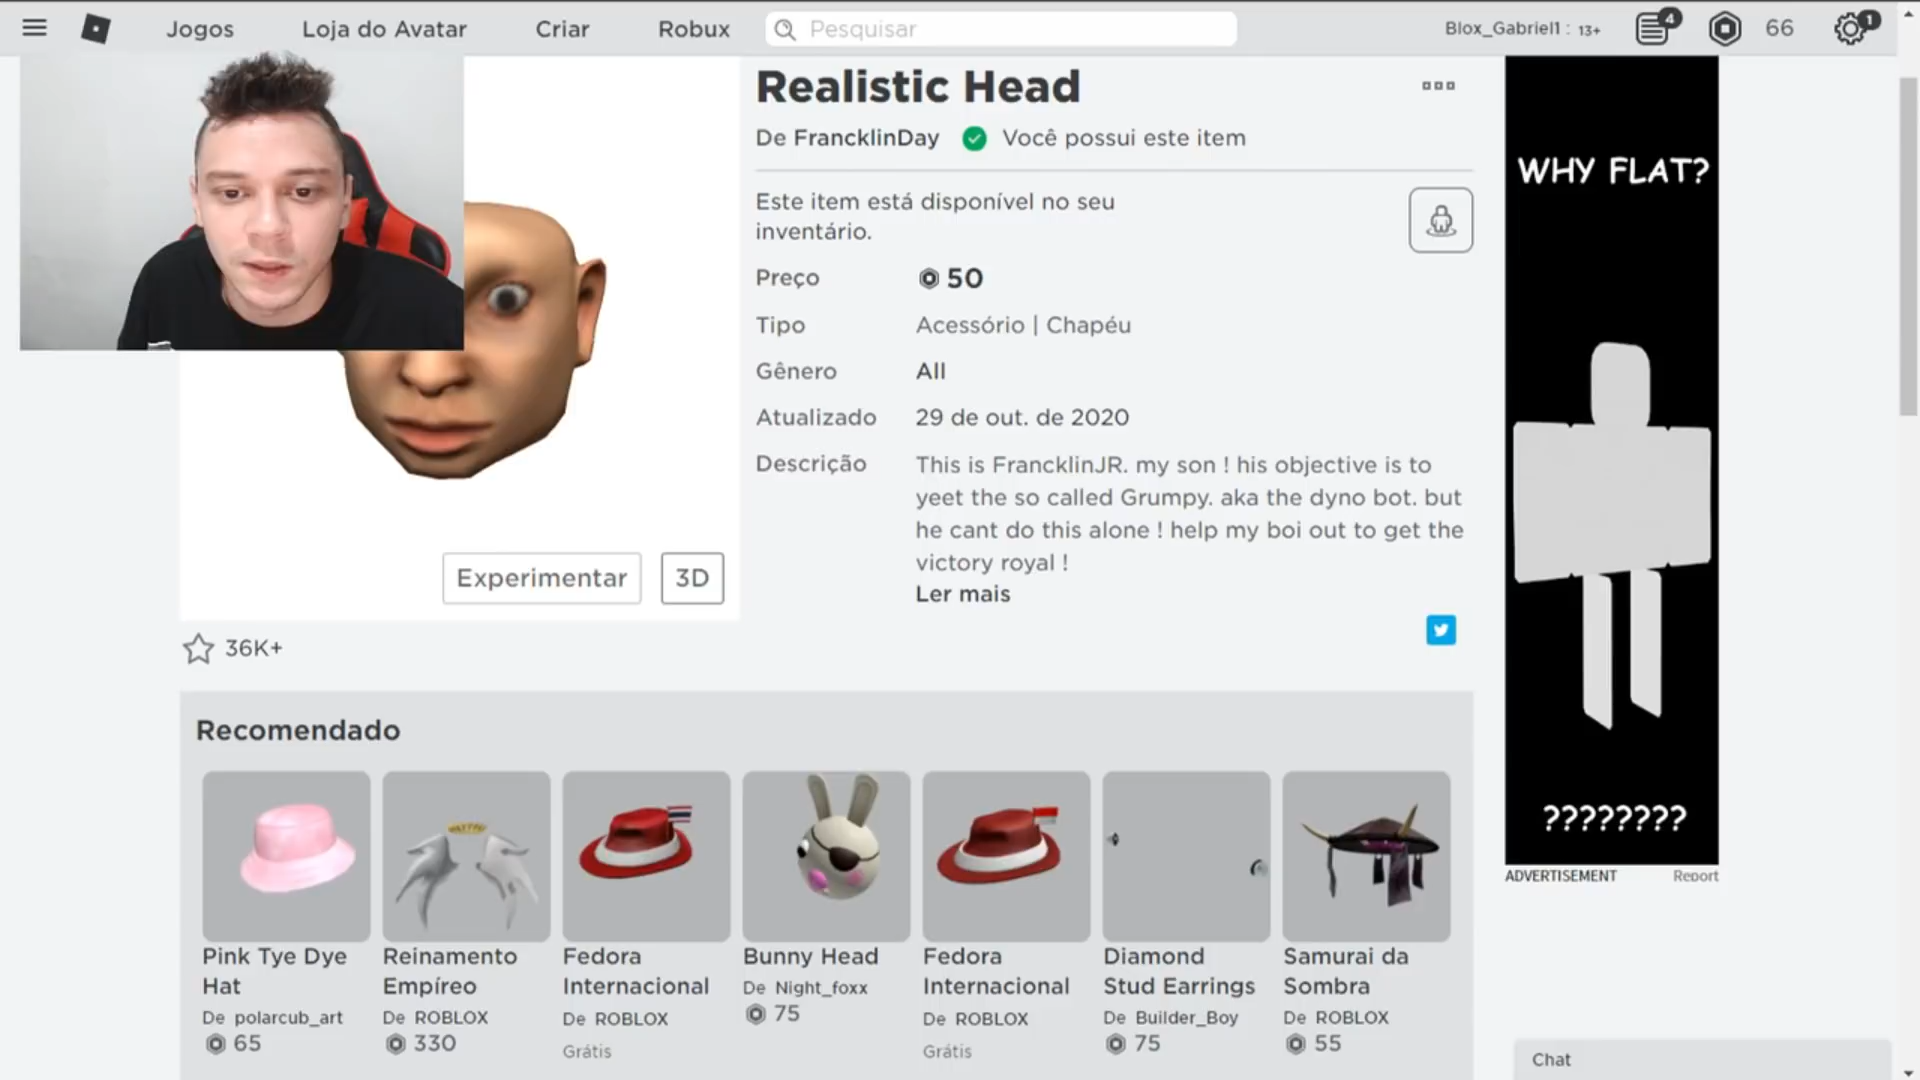 Jogos
Loja do Avatar
Criar
Robux
Pesquisar
Blox_Gabriel1 : 13+
4
66
1
Realistic Head
De FrancklinDay
Você possui este item
Este item está disponível no seu
inventário.
Preço
50
Tipo
Acessório | Chapéu
Gênero
All
Atualizado
29 de out. de 2020
Descrição
This is FrancklinJR. my son ! his objective is to
yeet the so called Grumpy. aka the dyno bot. but
he cant do this alone ! help my boi out to get the
victory royal !
Ler mais
Experimentar
3D
36K+
WHY FLAT?
????????
ADVERTISEMENT
Report
Recomendado
Pink Tye Dye
Hat
De polarcub_art
65
Reinamento
Empíreo
De ROBLOX
330
Fedora
Internacional
De ROBLOX
Grátis
Bunny Head
De Night_foxx
75
Fedora
Internacional
De ROBLOX
Grátis
Diamond
Stud Earrings
De Builder_Boy
75
Samurai da
Sombra
De ROBLOX
55
Chat